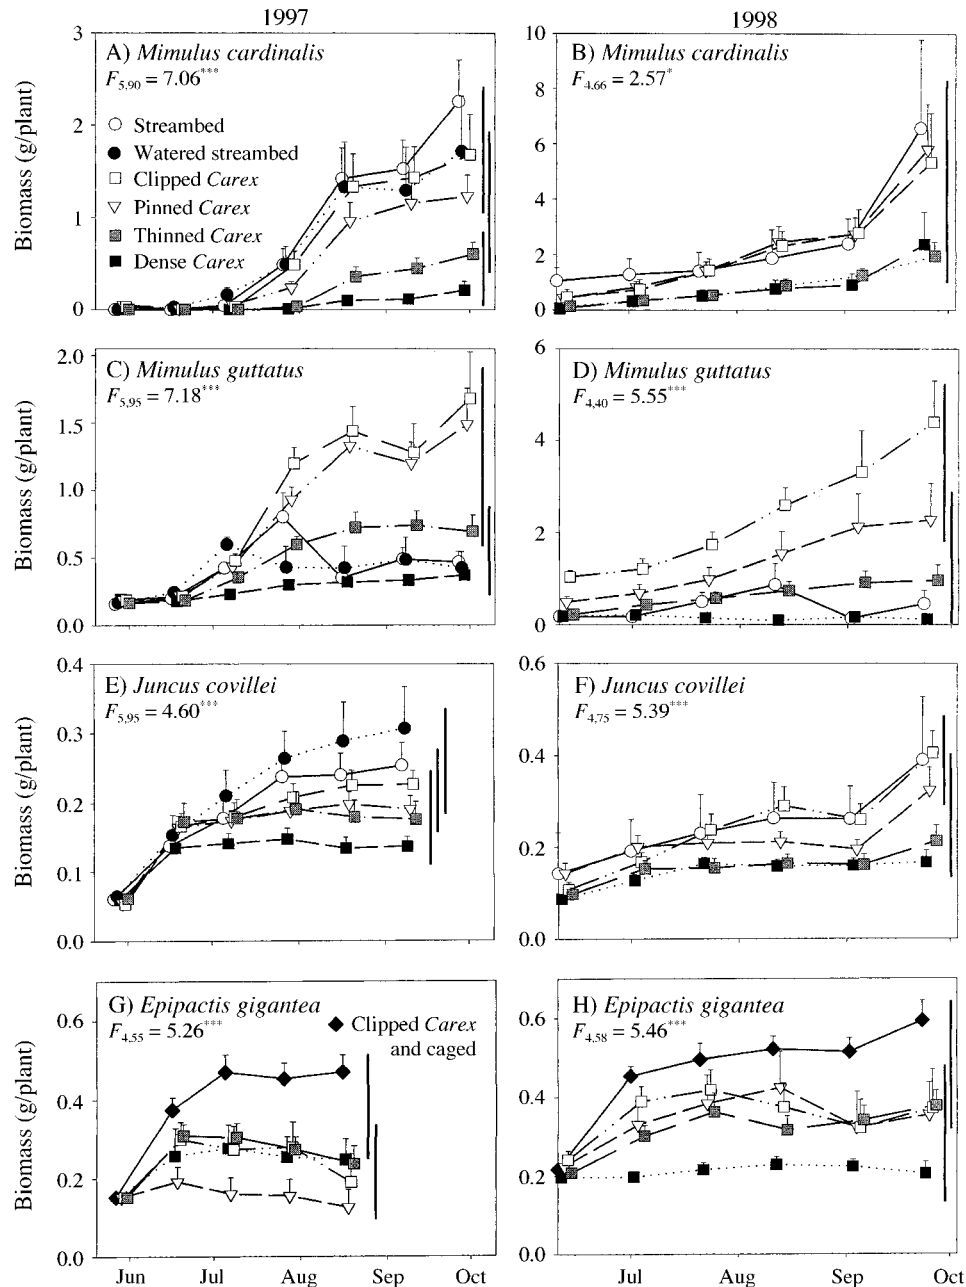 1997
1998
A) Mimulus cardinalis
F5,90 = 7.06***
Streambed
Watered streambed
Clipped Carex
Pinned Carex
Thinned Carex
Dense Carex
Biomass (g/plant)
3
2
1
0
B) Mimulus cardinalis
F4,66 = 2.57*
10
8
6
4
2
0
C) Mimulus guttatus
F5,95 = 7.18***
Biomass (g/plant)
2.0
1.5
1.0
0.5
0.0
D) Mimulus guttatus
F4,40 = 5.55***
6
4
2
0
E) Juncus covillei
F5,95 = 4.60***
Biomass (g/plant)
0.4
0.3
0.2
0.1
0.0
F) Juncus covillei
F4,75 = 5.39***
0.6
0.4
0.2
0.0
G) Epipactis gigantea
F4,55 = 5.26***
Clipped Carex
and caged
Biomass (g/plant)
0.6
0.4
0.2
0.0
Jun Jul Aug Sep Oct
H) Epipactis gigantea
F4,58 = 5.46***
0.6
0.4
0.2
0.0
Jul Aug Sep Oct